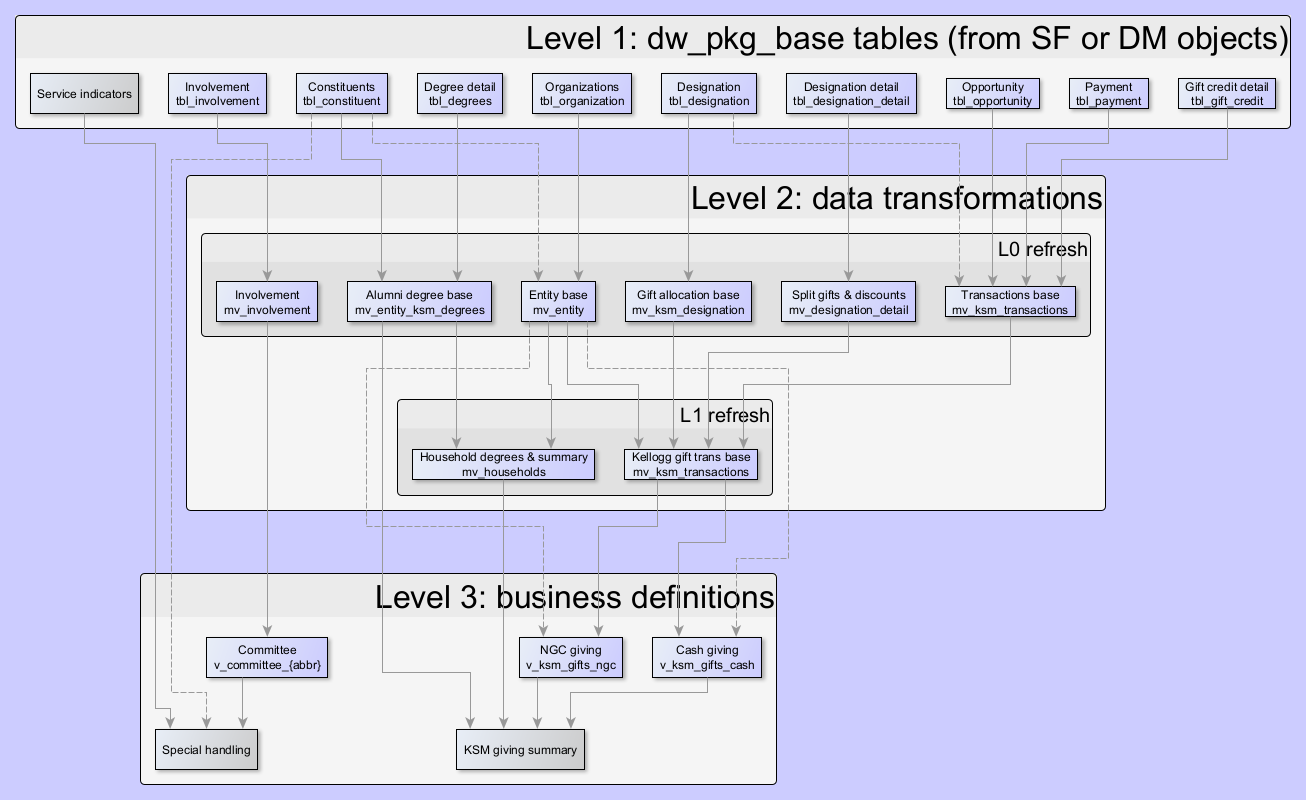 Level 1: dw_pkg_base tables (from SF or DM objects)
Service indicators
Involvement
tbl_involvement
Constituents
tbl_constituent
Degree detail
tbl_degrees
Organizations
tbl_organization
Designation
tbl_designation
Designation detail
tbl_designation_detail
Opportunity
tbl_opportunity
Payment
tbl_payment
Gift credit detail
tbl_gift_credit
Level 2: data transformations
L0 refresh
Involvement
mv_involvement
Alumni degree base
mv_entity_ksm_degrees
Entity base
mv_entity
Gift allocation base
mv_ksm_designation
Split gifts & discounts
mv_designation_detail
Transactions base
mv_ksm_transactions
L1 refresh
Household degrees & summary
mv_households
Kellogg gift trans base
mv_ksm_transactions
Level 3: business definitions
Committee
v_committee_{abbr}
NGC giving
v_ksm_gifts_ngc
Cash giving
v_ksm_gifts_cash
Special handling
KSM giving summary